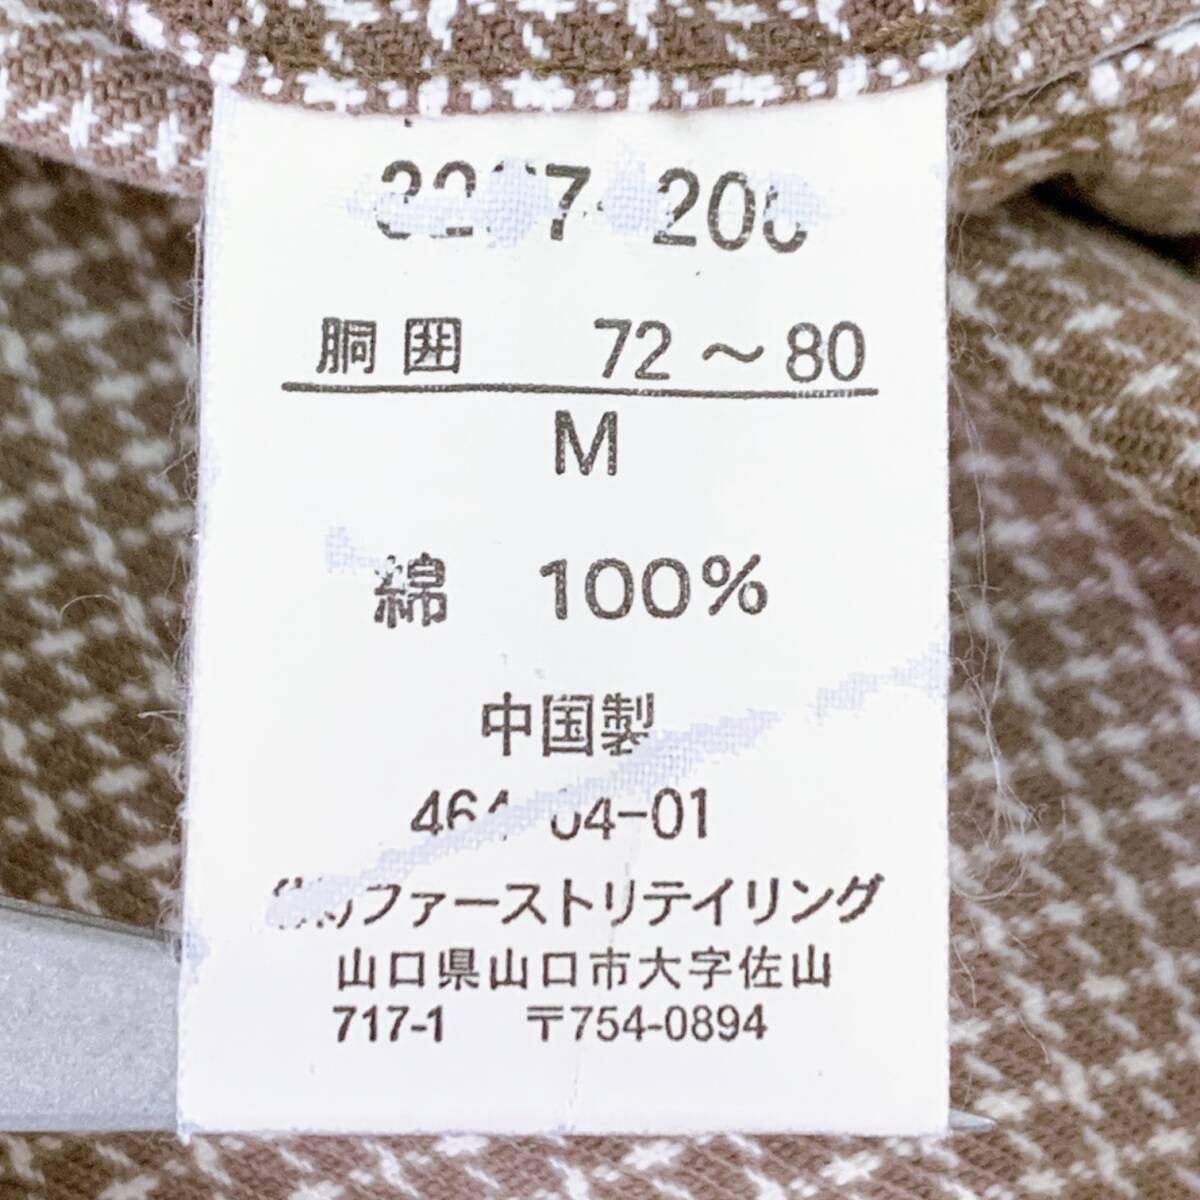 胴囲 72～80
M
綿 100%
中国製
ファーストリテイリング
山口県山口市大字佐山
717-1 〒754-0894